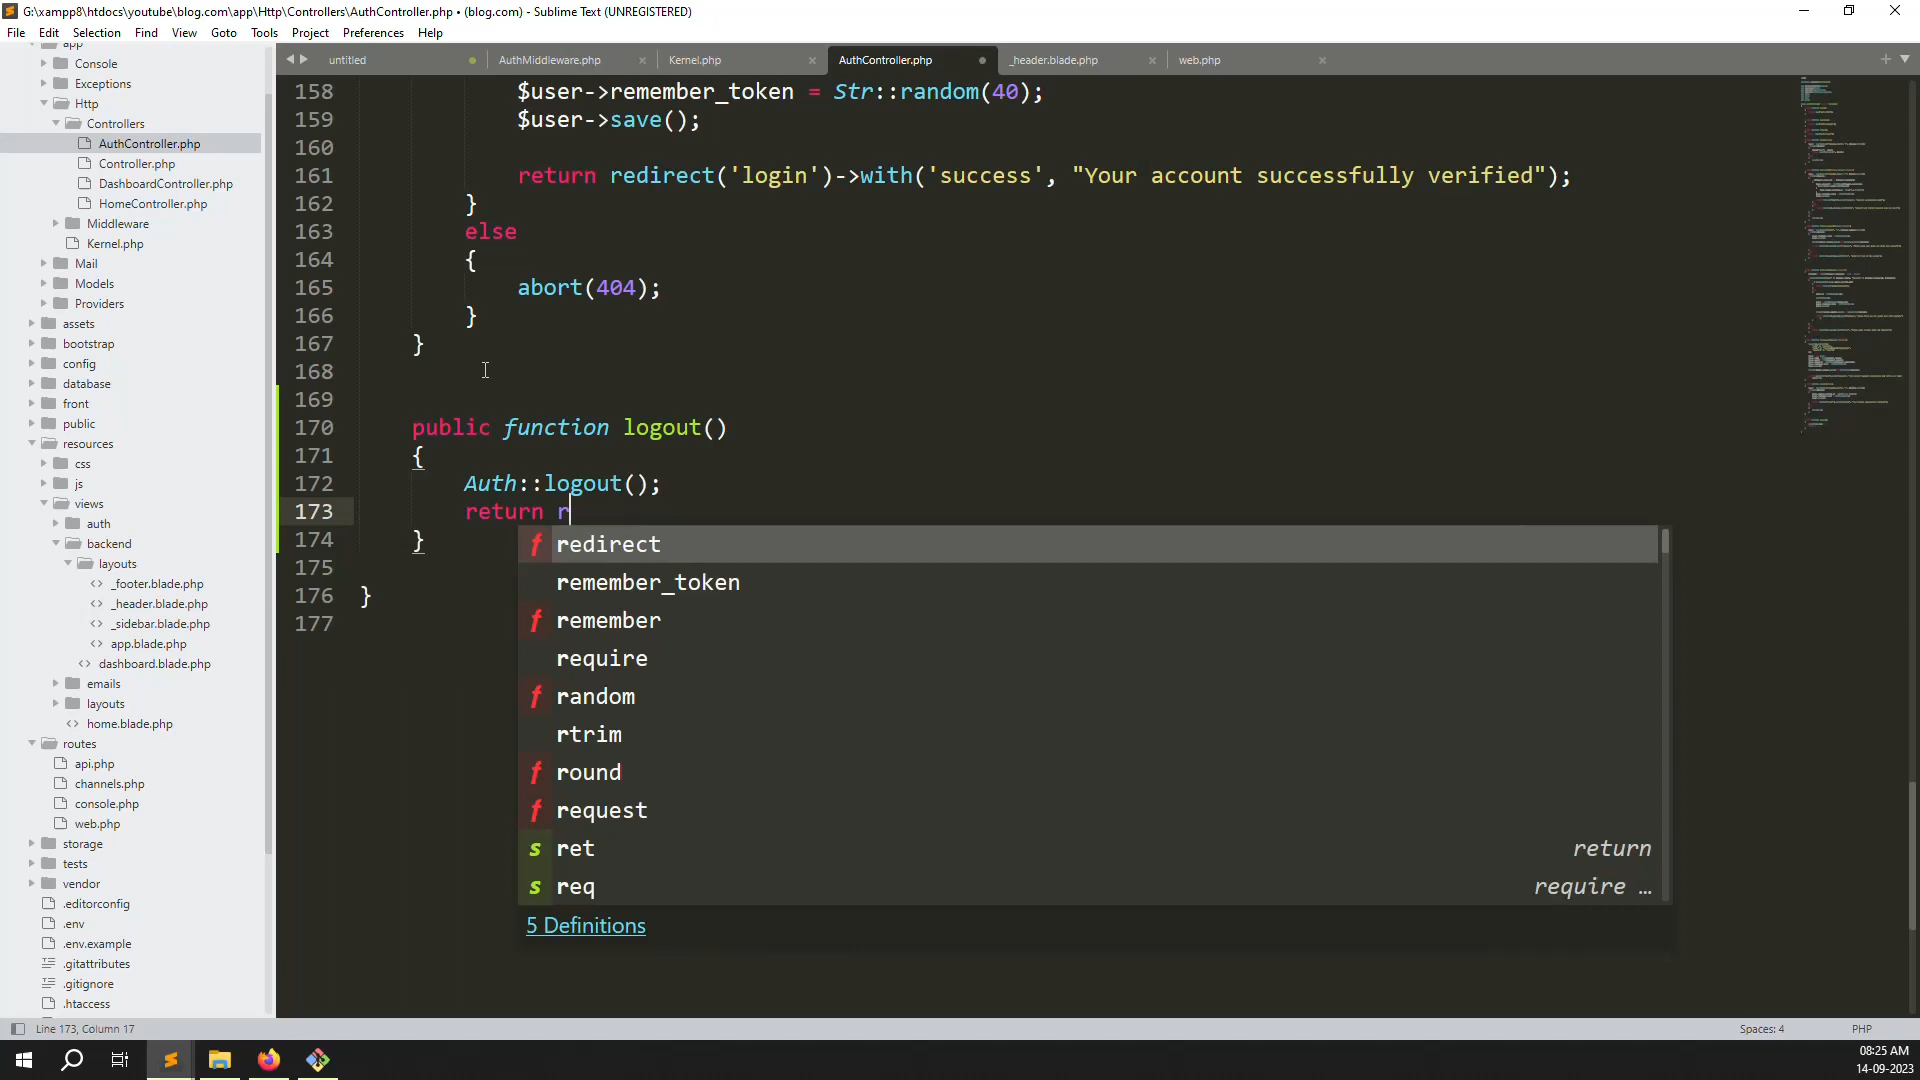 G:\xampp8\htdocs\youtube\blog.com\app\Http\Controllers\AuthController.php • (blog.com) - Sublime Text (UNREGISTERED)
File Edit Selection Find View Goto Tools Project Preferences Help
app
Console
Exceptions
Http
Controllers
AuthController.php
Controller.php
DashboardController.php
HomeController.php
Middleware
Kernel.php
Mail
Models
Providers
assets
bootstrap
config
database
front
public
resources
css
js
views
auth
backend
layouts
_footer.blade.php
_header.blade.php
_sidebar.blade.php
app.blade.php
dashboard.blade.php
emails
layouts
home.blade.php
routes
api.php
channels.php
console.php
web.php
storage
tests
vendor
.editorconfig
.env
.env.example
.gitattributes
.gitignore
.htaccess
untitled AuthMiddleware.php Kernel.php AuthController.php _header.blade.php web.php
158 $user->remember_token = Str::random(40);
159 $user->save();
160
161 return redirect('login')->with('success', "Your account successfully verified");
162 }
163 else
164 {
165 abort(404);
166 }
167 }
168
169
170 public function logout()
171 {
172 Auth::logout();
173 return r
174 }
175
176 }
177
f redirect
remember_token
f remember
require
f random
rtrim
f round
f request
s ret return
s req require …
5 Definitions
Line 173, Column 17 Spaces: 4 PHP
08:25 AM
14-09-2023